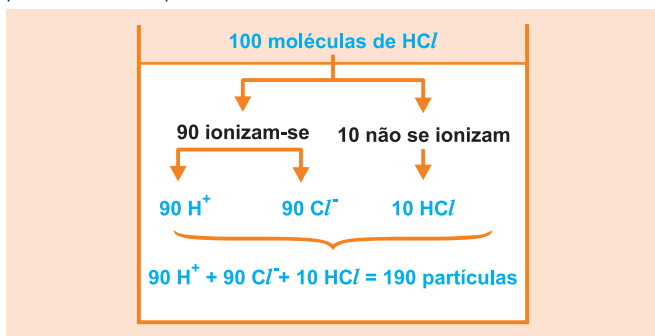 100 moléculas de HCl
90 ionizam-se 10 não se ionizam
90 H⁺ 90 Cl⁻ 10 HCl
90 H⁺ + 90 Cl⁻+ 10 HCl = 190 partículas